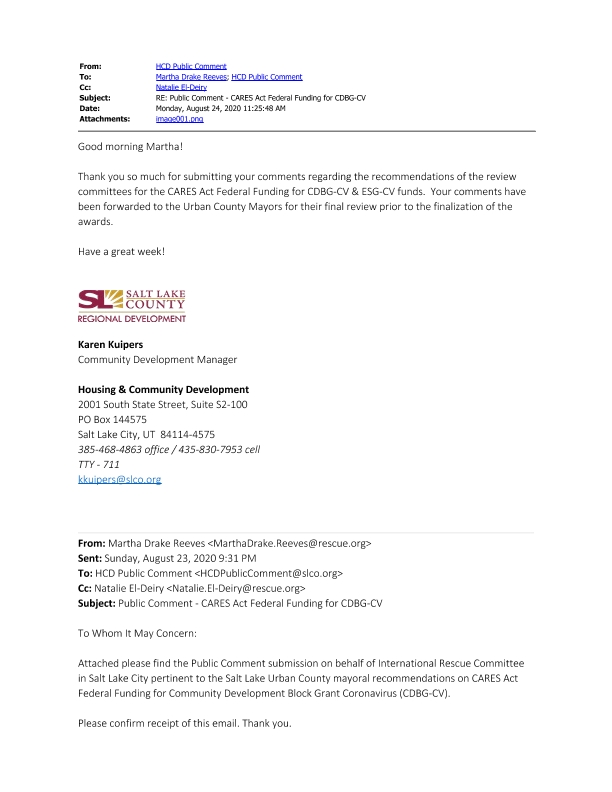 From: HCD Public Comment
To: Martha Drake Reeves; HCD Public Comment
Cc: Natalie El-Deiry
Subject: RE: Public Comment - CARES Act Federal Funding for CDBG-CV
Date: Monday, August 24, 2020 11:25:48 AM
Attachments: image001.png
Good morning Martha!
Thank you so much for submitting your comments regarding the recommendations of the review
committees for the CARES Act Federal Funding for CDBG-CV & ESG-CV funds.  Your comments have
been forwarded to the Urban County Mayors for their final review prior to the finalization of the
awards.
Have a great week!
SL SALT LAKE
COUNTY
REGIONAL DEVELOPMENT
Karen Kuipers
Community Development Manager
Housing & Community Development
2001 South State Street, Suite S2-100
PO Box 144575
Salt Lake City, UT  84114-4575
385-468-4863 office / 435-830-7953 cell
TTY - 711
kkuipers@slco.org
From: Martha Drake Reeves <MarthaDrake.Reeves@rescue.org>
Sent: Sunday, August 23, 2020 9:31 PM
To: HCD Public Comment <HCDPublicComment@slco.org>
Cc: Natalie El-Deiry <Natalie.El-Deiry@rescue.org>
Subject: Public Comment - CARES Act Federal Funding for CDBG-CV
To Whom It May Concern:
Attached please find the Public Comment submission on behalf of International Rescue Committee
in Salt Lake City pertinent to the Salt Lake Urban County mayoral recommendations on CARES Act
Federal Funding for Community Development Block Grant Coronavirus (CDBG-CV).
Please confirm receipt of this email. Thank you.